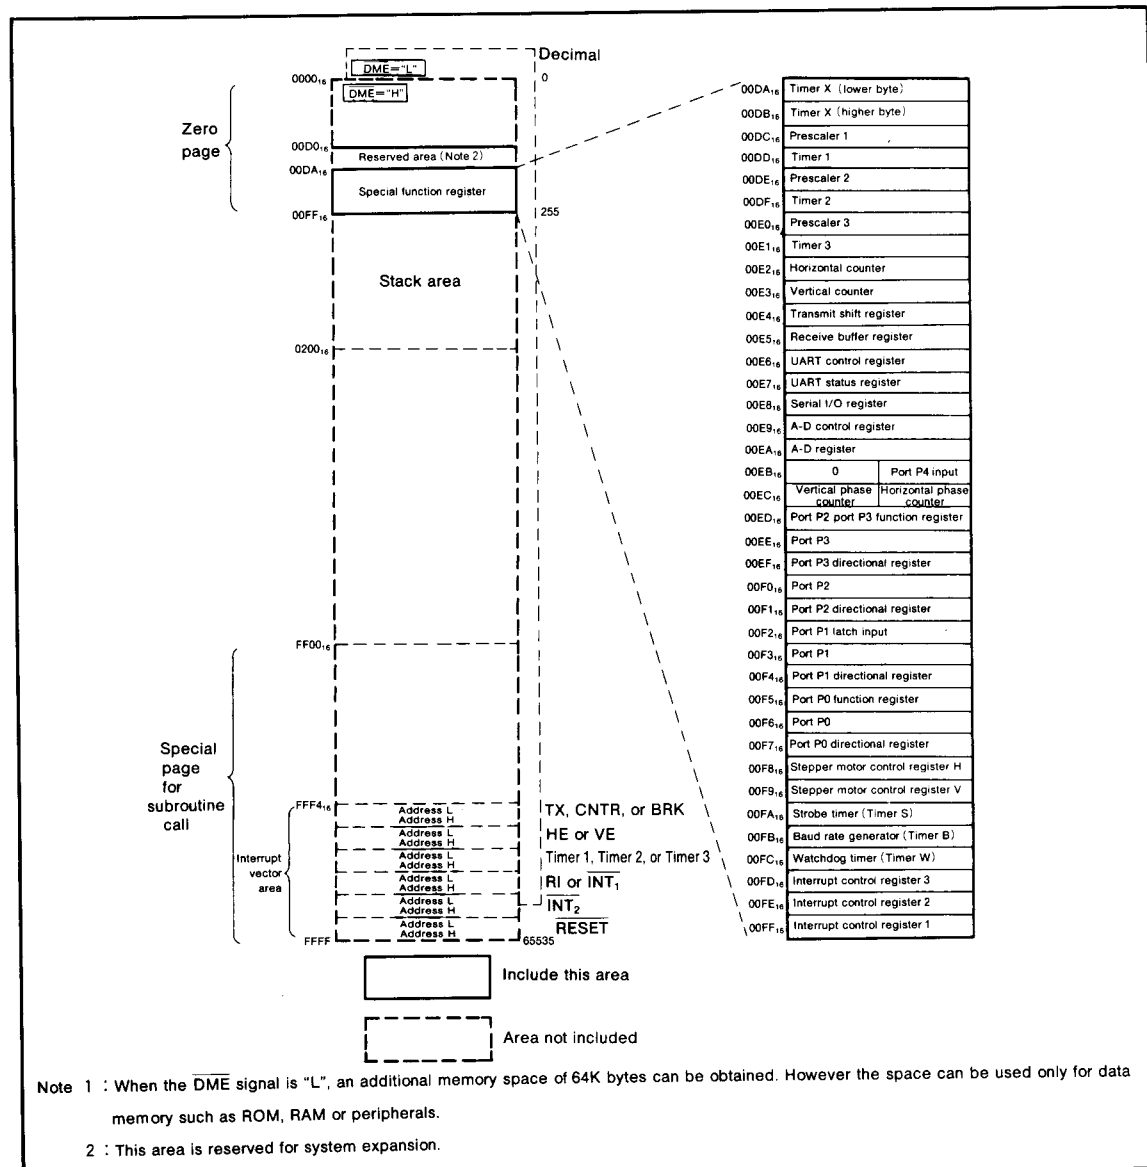 Decimal
DME="L"
0000₁₆
0
DME="H"
Zero
page
00D0₁₆
Reserved area (Note 2)
00DA₁₆
Special function register
00FF₁₆
255
Stack area
0200₁₆
FF00₁₆
Special
page
for
subroutine
call
Interrupt
vector
area
FFF4₁₆
Address L
Address H
TX, CNTR, or BRK
Address L
Address H
HE or VE
Address L
Address H
Timer 1, Timer 2, or Timer 3
Address L
Address H
RI or INT₁
Address L
Address H
INT₂
Address L
Address H
RESET
FFFF
65535
00DA₁₆ Timer X (lower byte)
00DB₁₆ Timer X (higher byte)
00DC₁₆ Prescaler 1
00DD₁₆ Timer 1
00DE₁₆ Prescaler 2
00DF₁₆ Timer 2
00E0₁₆ Prescaler 3
00E1₁₆ Timer 3
00E2₁₆ Horizontal counter
00E3₁₆ Vertical counter
00E4₁₆ Transmit shift register
00E5₁₆ Receive buffer register
00E6₁₆ UART control register
00E7₁₆ UART status register
00E8₁₆ Serial I/O register
00E9₁₆ A-D control register
00EA₁₆ A-D register
00EB₁₆ 0 Port P4 input
00EC₁₆ Vertical phase counter Horizontal phase counter
00ED₁₆ Port P2 port P3 function register
00EE₁₆ Port P3
00EF₁₆ Port P3 directional register
00F0₁₆ Port P2
00F1₁₆ Port P2 directional register
00F2₁₆ Port P1 latch input
00F3₁₆ Port P1
00F4₁₆ Port P1 directional register
00F5₁₆ Port P0 function register
00F6₁₆ Port P0
00F7₁₆ Port P0 directional register
00F8₁₆ Stepper motor control register H
00F9₁₆ Stepper motor control register V
00FA₁₆ Strobe timer (Timer S)
00FB₁₆ Baud rate generator (Timer B)
00FC₁₆ Watchdog timer (Timer W)
00FD₁₆ Interrupt control register 3
00FE₁₆ Interrupt control register 2
00FF₁₆ Interrupt control register 1
Include this area
Area not included
Note 1 : When the DME signal is "L", an additional memory space of 64K bytes can be obtained. However the space can be used only for data
memory such as ROM, RAM or peripherals.
2 : This area is reserved for system expansion.